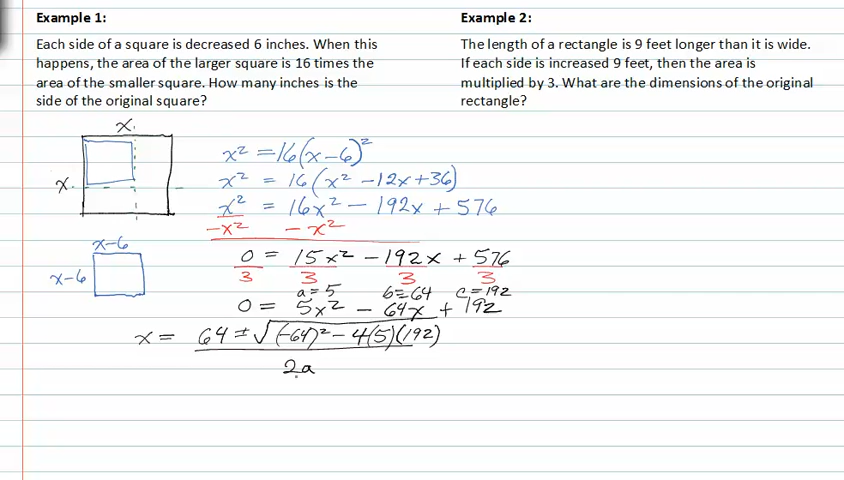 Example 1:
Each side of a square is decreased 6 inches. When this
happens, the area of the larger square is 16 times the
area of the smaller square. How many inches is the
side of the original square?
Example 2:
The length of a rectangle is 9 feet longer than it is wide.
If each side is increased 9 feet, then the area is
multiplied by 3. What are the dimensions of the original
rectangle?
x
x
x-6
x-6
x² = 16(x-6)²
x² = 16(x² -12x+36)
x² = 16x² - 192x + 576
-x² - x²
0 = 15x² - 192x + 576
3 3 3 3
a=5 b=64 c=192
0 = 5x² - 64x + 192
x = 64 ± √(-64)² - 4(5)(192)
2a